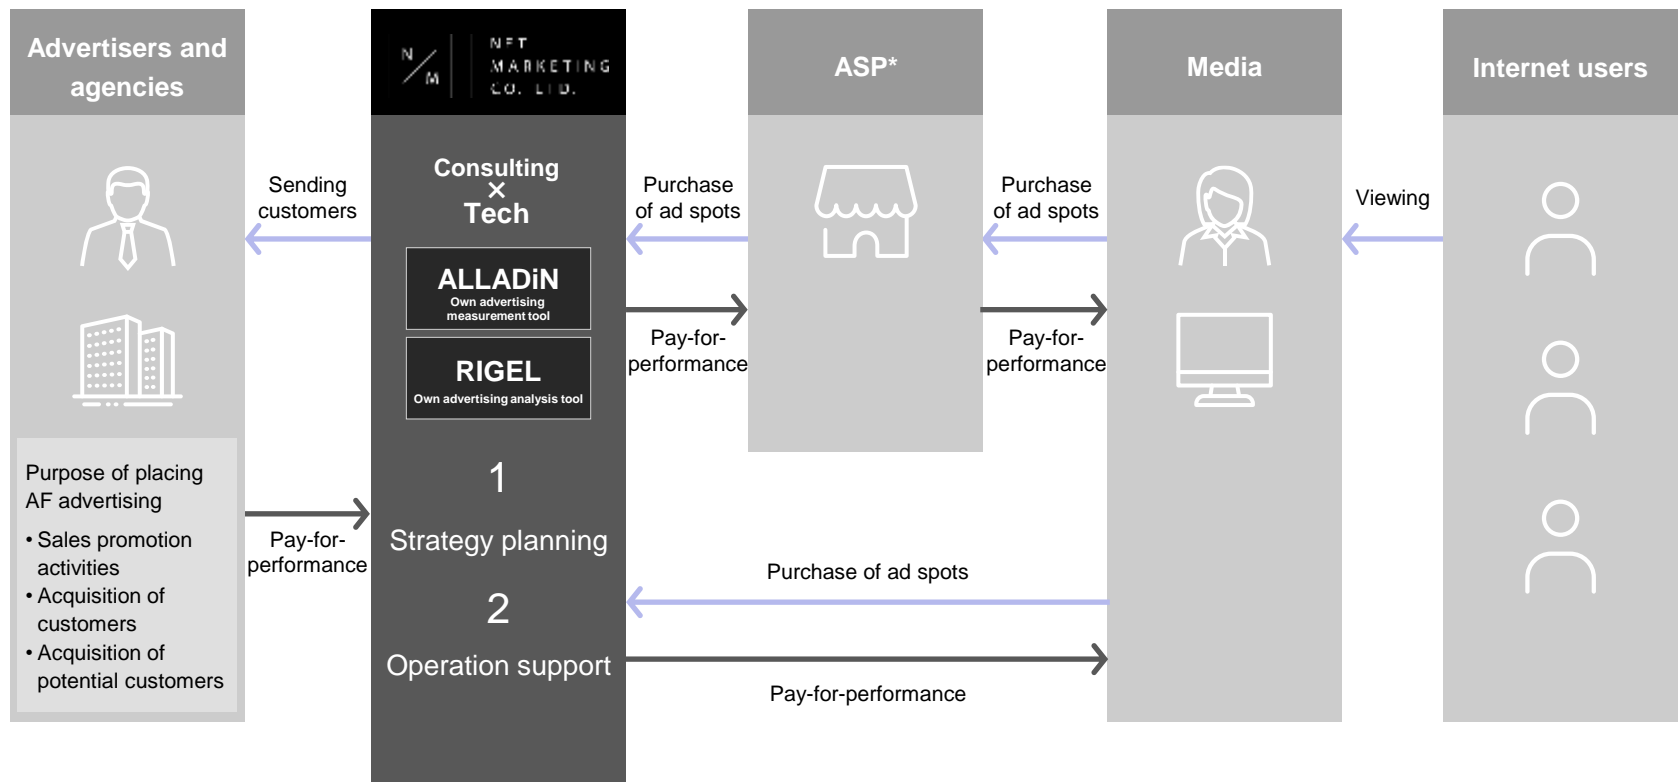 Advertisers and
agencies
N
M
NET
MARKETING
CO. LTD.
ASP*
Media
Internet users
Sending
customers
Consulting
×
Tech
ALLADiN
Own advertising
measurement tool
RIGEL
Own advertising analysis tool
1
Strategy planning
2
Operation support
Purchase
of ad spots
Pay-for-
performance
Purchase
of ad spots
Pay-for-
performance
Viewing
Purpose of placing
AF advertising
• Sales promotion
activities
• Acquisition of
customers
• Acquisition of
potential customers
Pay-for-
performance
Purchase of ad spots
Pay-for-performance